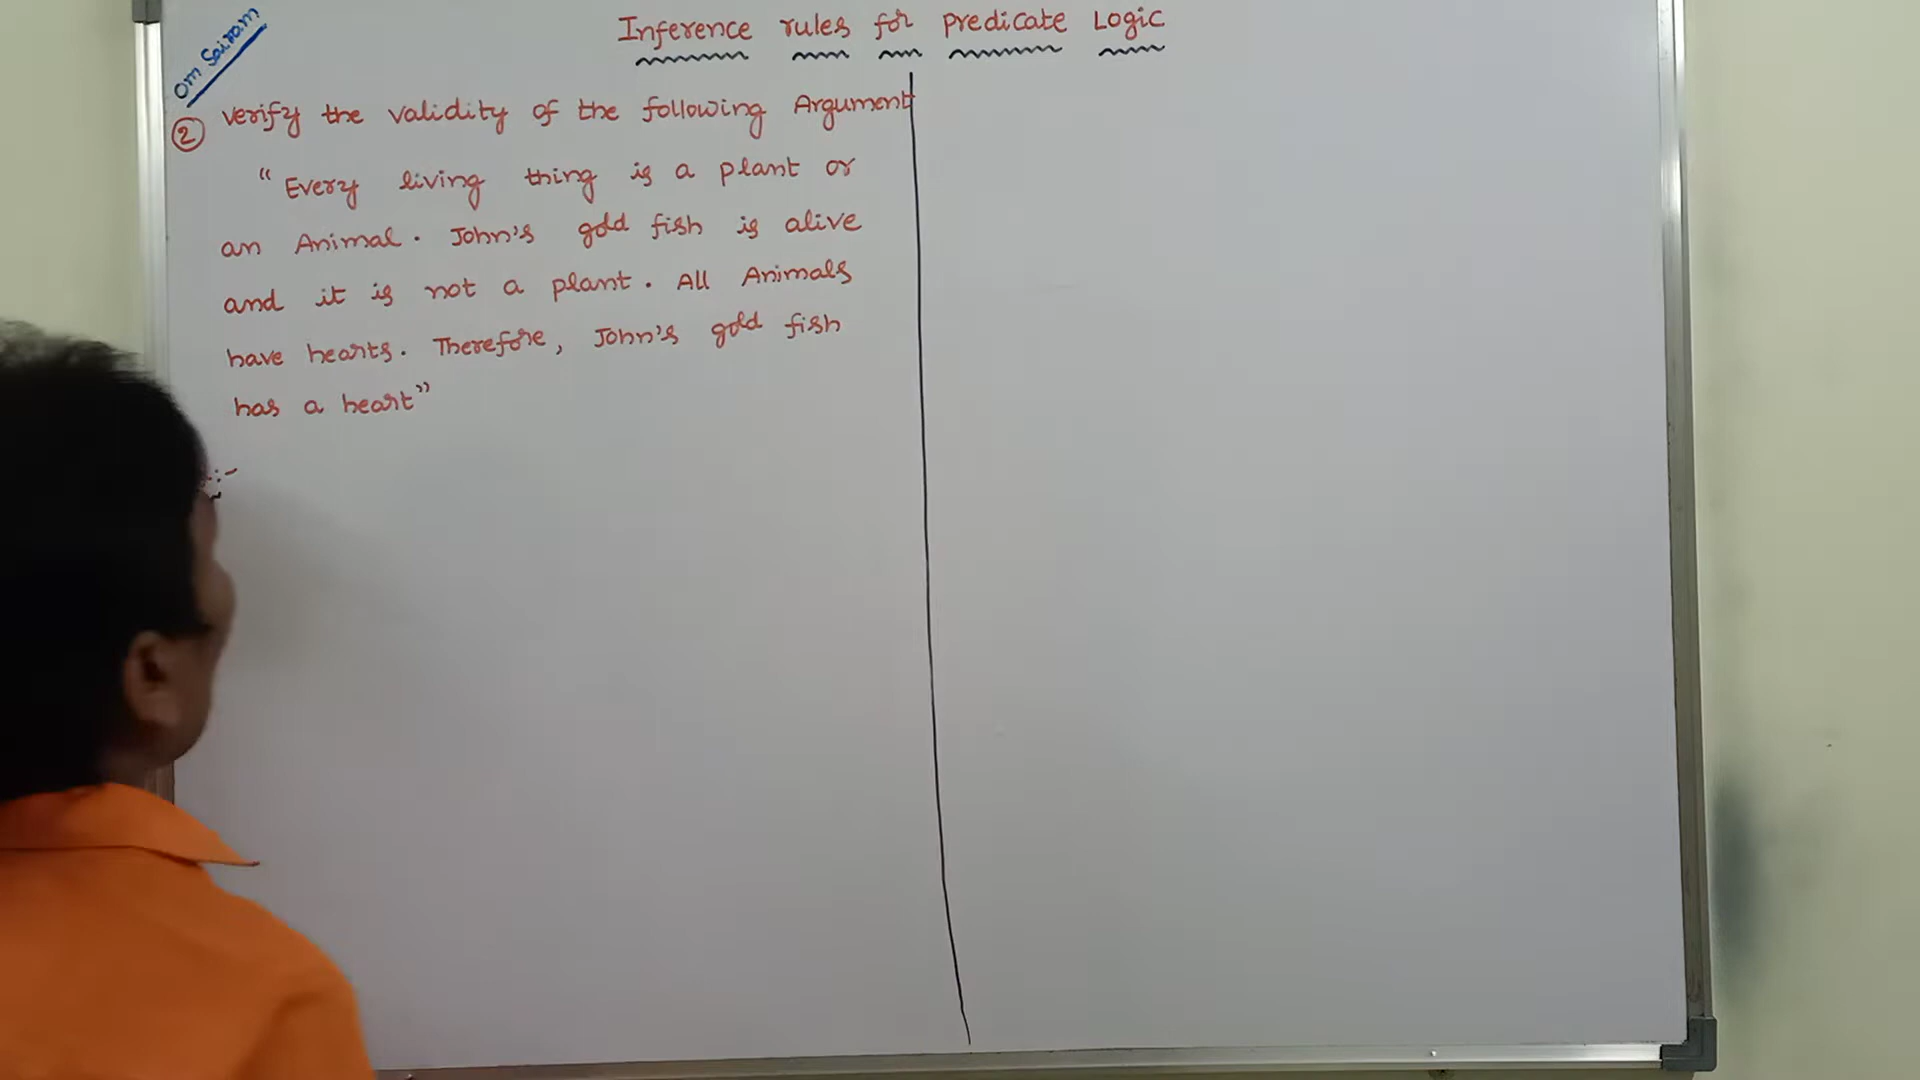 Om Sairam
Inference rules for predicate Logic
② verify the validity of the following Argument
"Every living thing is a plant or
an Animal. John's gold fish is alive
and it is not a plant. All Animals
have hearts. Therefore, John's gold fish
has a heart"